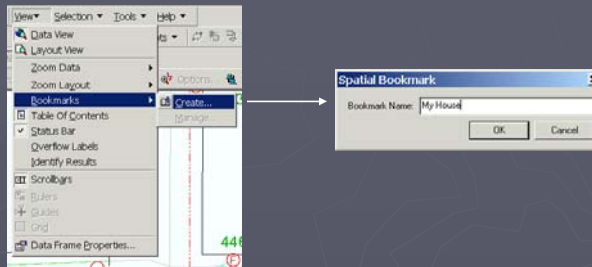 View Selection Tools Help
Data View
Layout View
Zoom Data
Zoom Layout
Bookmarks
Create...
Manage...
Table Of Contents
Status Bar
Overflow Labels
Identify Results
Scrollbars
Rulers
Guides
Grid
Data Frame Properties...
Options
446
Spatial Bookmark
Bookmark Name: My House
OK Cancel